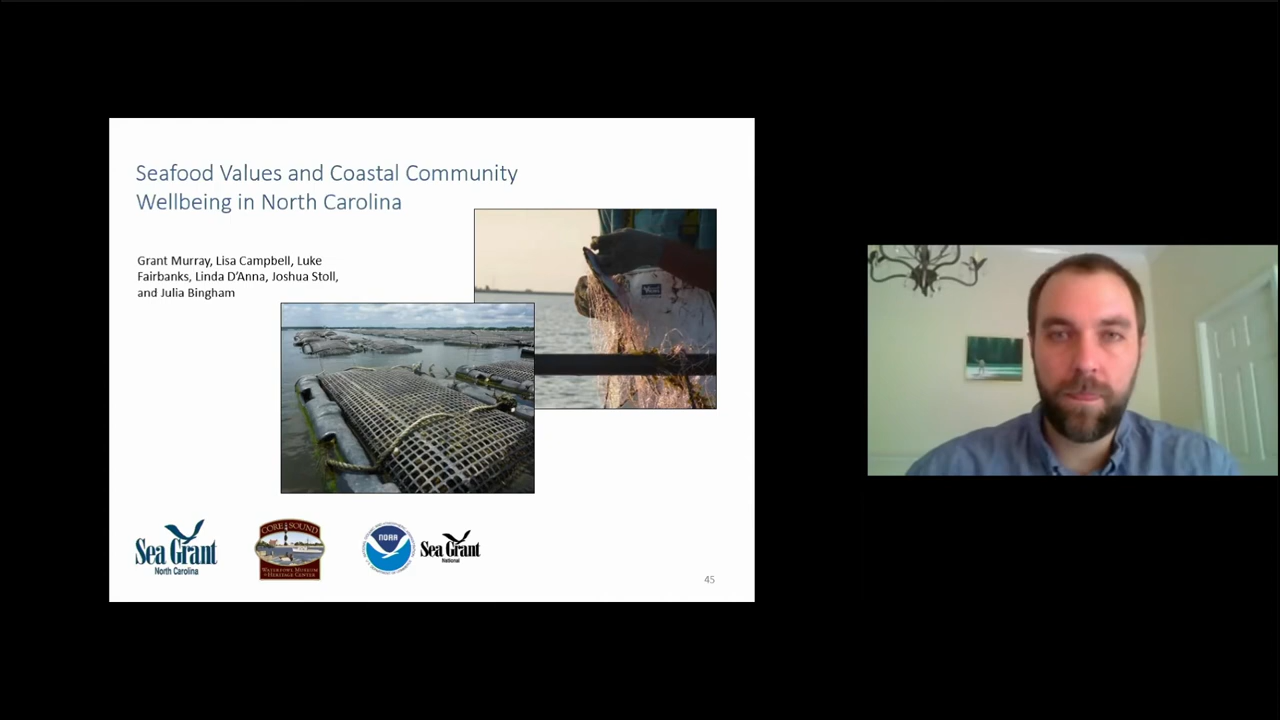 Seafood Values and Coastal Community
Wellbeing in North Carolina
Grant Murray, Lisa Campbell, Luke
Fairbanks, Linda D’Anna, Joshua Stoll,
and Julia Bingham
Sea Grant
North Carolina
CORE SOUND
WATERFOWL MUSEUM
& HERITAGE CENTER
NOAA
Sea Grant
National
45